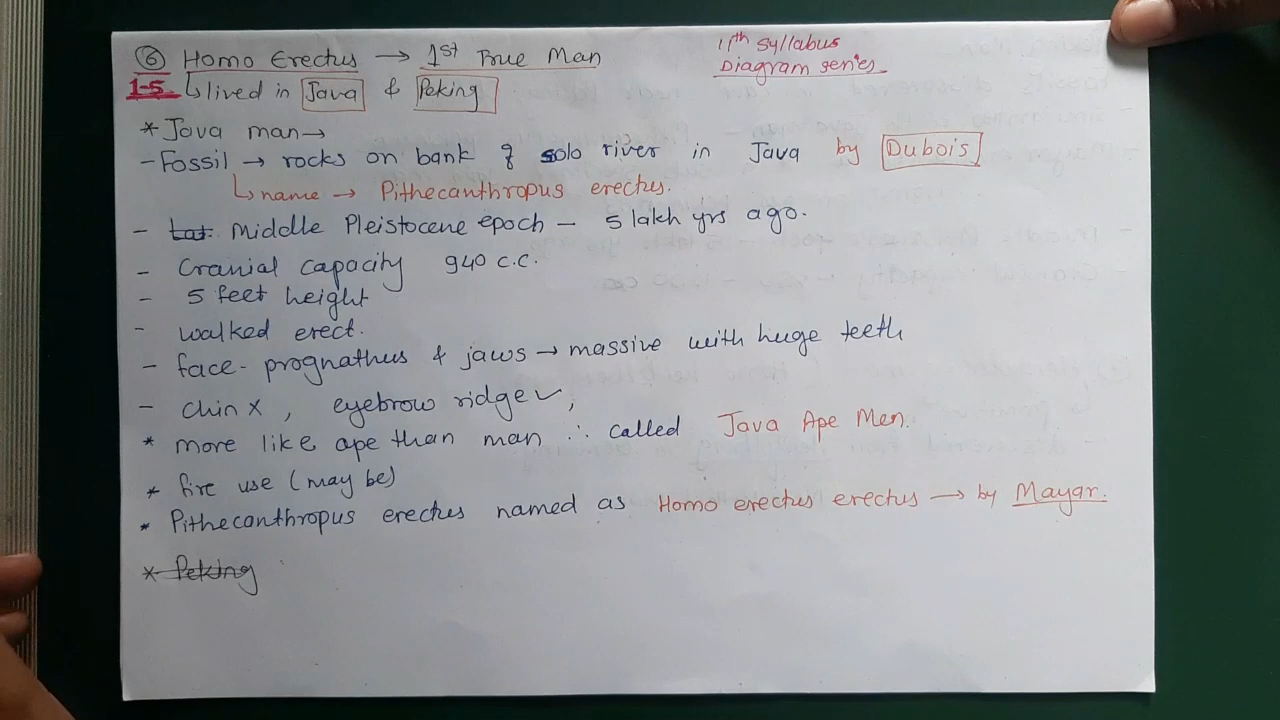 ⑥ Homo Erectus → 1st True Man
11th Syllabus
Diagram series
1-5 ↳ lived in Java & Peking
* Java man →
- Fossil → rocks on bank of solo river in Java by Dubois
↳ name → Pithecanthropus erectus.
- Lat. Middle Pleistocene epoch - 5 lakh yrs ago.
- Cranial capacity 940 c.c.
- 5 feet height
- walked erect.
- face - prognathus & jaws → massive with huge teeth
- chin x, eyebrow ridge ✓,
* more like ape than man ∴ called Java Ape Men.
* fire use (may be)
* Pithecanthropus erectus named as Homo erectus erectus → by Mayar.
* Peking